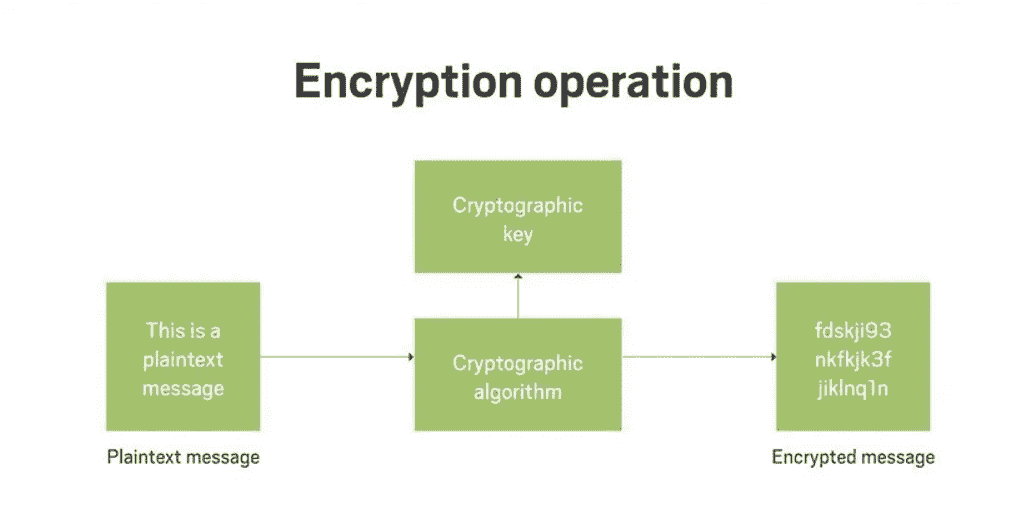 Encryption operation
Cryptographic
key
This is a
plaintext
message
Cryptographic
algorithm
fdskji93
nkfkjk3f
jiklnq1n
Plaintext message
Encrypted message